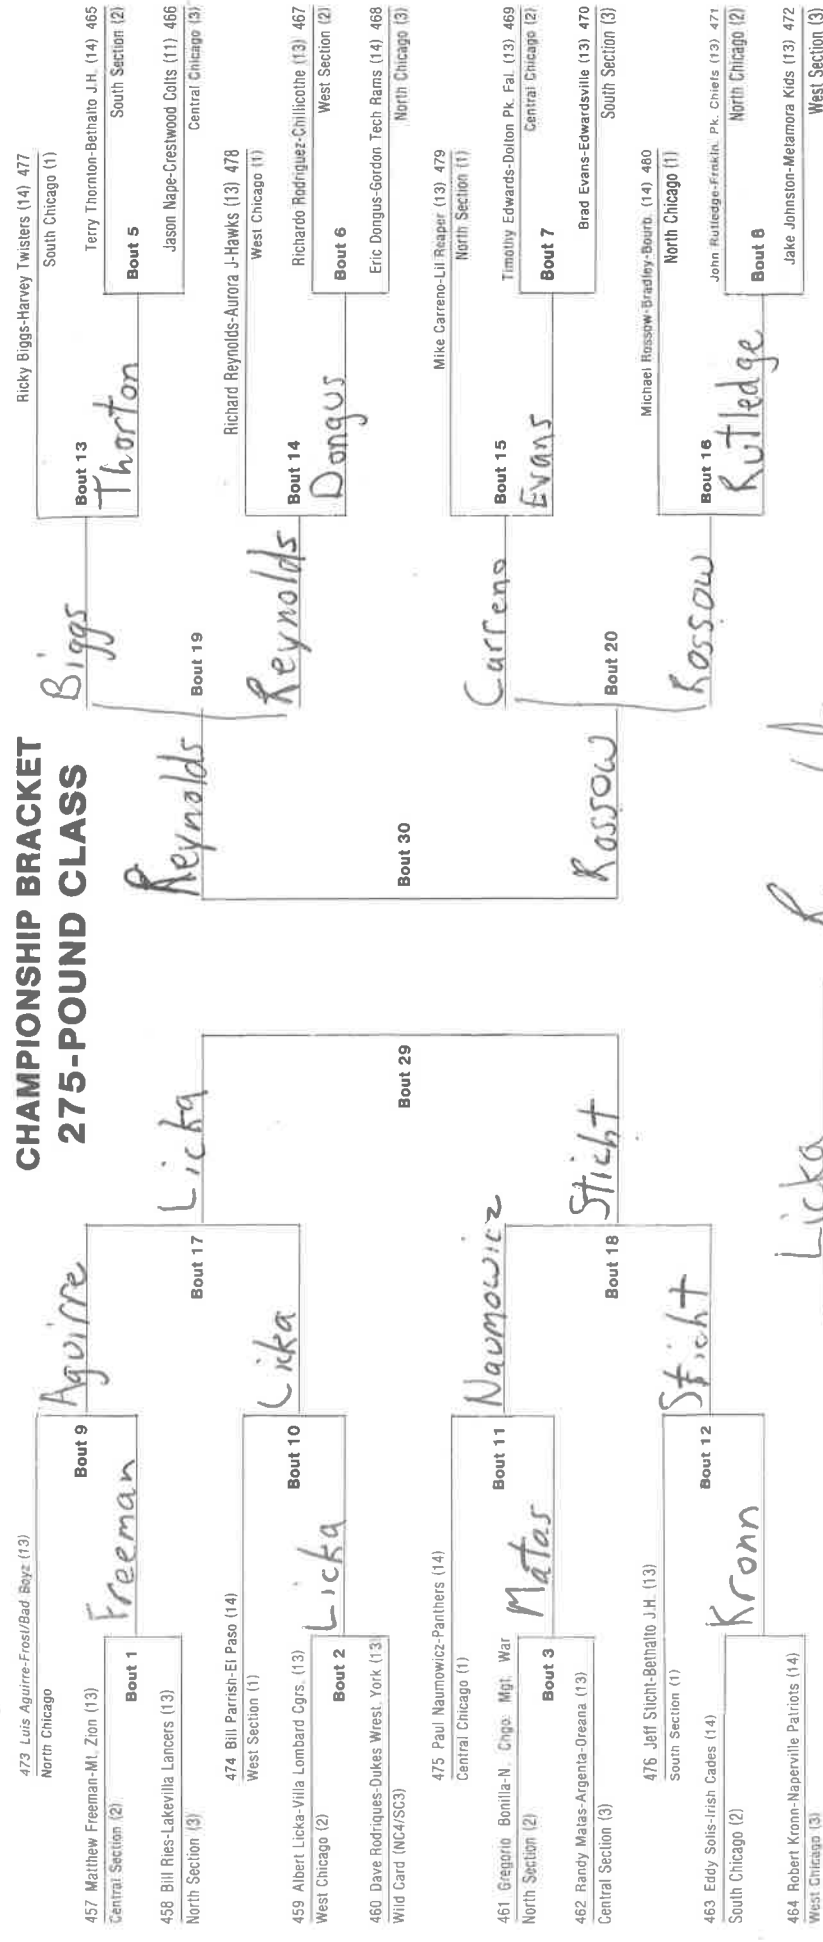 CHAMPIONSHIP BRACKET
275-POUND CLASS
473 Luis Aguirre-Frost/Bad Boyz (13)
North Chicago
Bout 9
Aguirre
457 Matthew Freeman-Mt. Zion (13)
Central Section (2)
Bout 1
Freeman
458 Bill Ries-Lakevilla Lancers (13)
North Section (3)
Bout 17
Licka
474 Bill Parrish-El Paso (14)
West Section (1)
Bout 10
Licka
459 Albert Licka-Villa Lombard Cgrs. (13)
West Chicago (2)
Bout 2
Licka
460 Dave Rodriques-Dukes Wrest. York (13)
Wild Card (NC4/SC3)
Bout 29
475 Paul Naumowicz-Panthers (14)
Central Chicago (1)
Bout 11
Naumowicz
461 Gregorio Bonilla-N. Chgo. Mgt. War
North Section (2)
Bout 3
Matas
462 Randy Matas-Argenta-Oreana (13)
Central Section (3)
Bout 18
Sticht
476 Jeff Sticht-Bethalto J.H. (13)
South Section (1)
Bout 12
Sticht
463 Eddy Solis-Irish Cades (14)
South Chicago (2)
Kronn
464 Robert Kronn-Naperville Patriots (14)
West Chicago (3)
Licka
Ricky Biggs-Harvey Twisters (14) 477
South Chicago (1)
Bout 13
Biggs
Terry Thornton-Bethalto J.H. (14) 465
South Section (2)
Bout 5
Thorton
Jason Nape-Crestwood Colts (11) 466
Central Chicago (3)
Bout 19
Reynolds
Richard Reynolds-Aurora J-Hawks (13) 478
West Chicago (1)
Bout 14
Reynolds
Richardo Rodriguez-Chillicothe (13) 467
West Section (2)
Bout 6
Dongus
Eric Dongus-Gordon Tech Rams (14) 468
North Chicago (3)
Bout 30
Mike Carreno-Lil Reaper (13) 479
North Section (1)
Bout 15
Carreno
Timothy Edwards-Dolton Pk. Fal. (13) 469
Central Chicago (2)
Bout 7
Evans
Brad Evans-Edwardsville (13) 470
South Section (3)
Bout 20
Rossow
Michael Rossow-Bradley-Bourb. (14) 480
North Chicago (1)
Bout 16
Rossow
John Rutledge-Frnkln. Pk. Chiefs (13) 471
North Chicago (2)
Bout 8
Rutledge
Jake Johnston-Metamora Kids (13) 472
West Section (3)